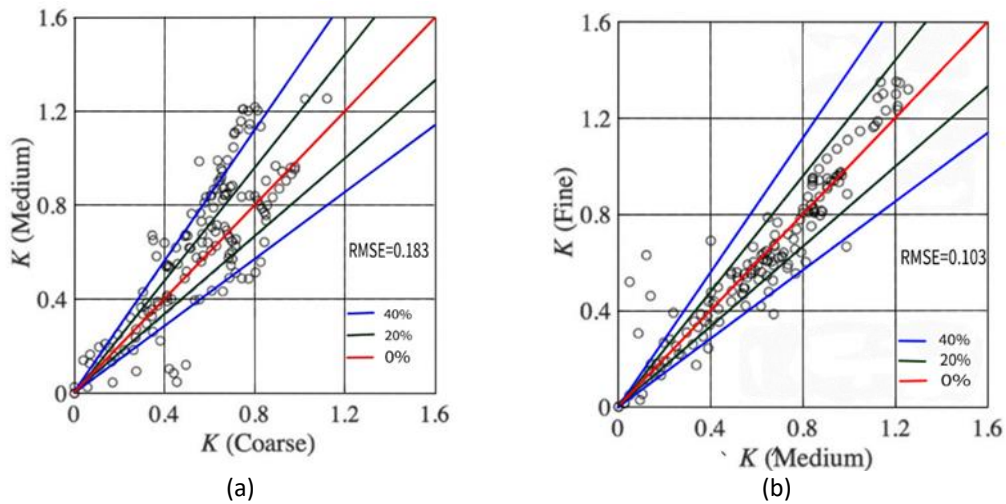 K (Medium)
1.6
1.2
0.8
0.4
0
RMSE=0.183
40%
20%
0%
0 0.4 0.8 1.2 1.6
K (Coarse)
(a)
K (Fine)
1.6
1.2
0.8
0.4
0
RMSE=0.103
40%
20%
0%
0 0.4 0.8 1.2 1.6
K (Medium)
(b)